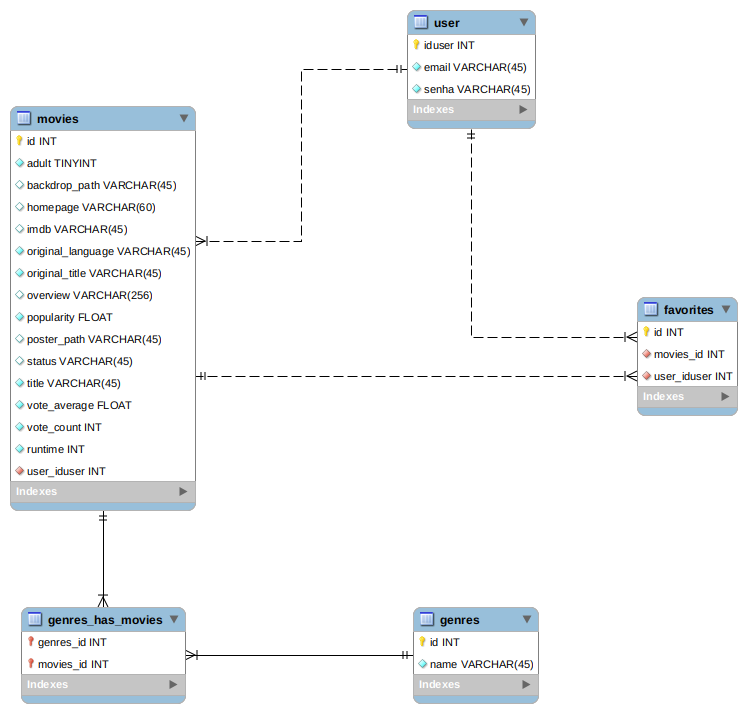 user
iduser INT
email VARCHAR(45)
senha VARCHAR(45)
Indexes
movies
id INT
adult TINYINT
backdrop_path VARCHAR(45)
homepage VARCHAR(60)
imdb VARCHAR(45)
original_language VARCHAR(45)
original_title VARCHAR(45)
overview VARCHAR(256)
popularity FLOAT
poster_path VARCHAR(45)
status VARCHAR(45)
title VARCHAR(45)
vote_average FLOAT
vote_count INT
runtime INT
user_iduser INT
Indexes
favorites
id INT
movies_id INT
user_iduser INT
Indexes
genres_has_movies
genres_id INT
movies_id INT
Indexes
genres
id INT
name VARCHAR(45)
Indexes